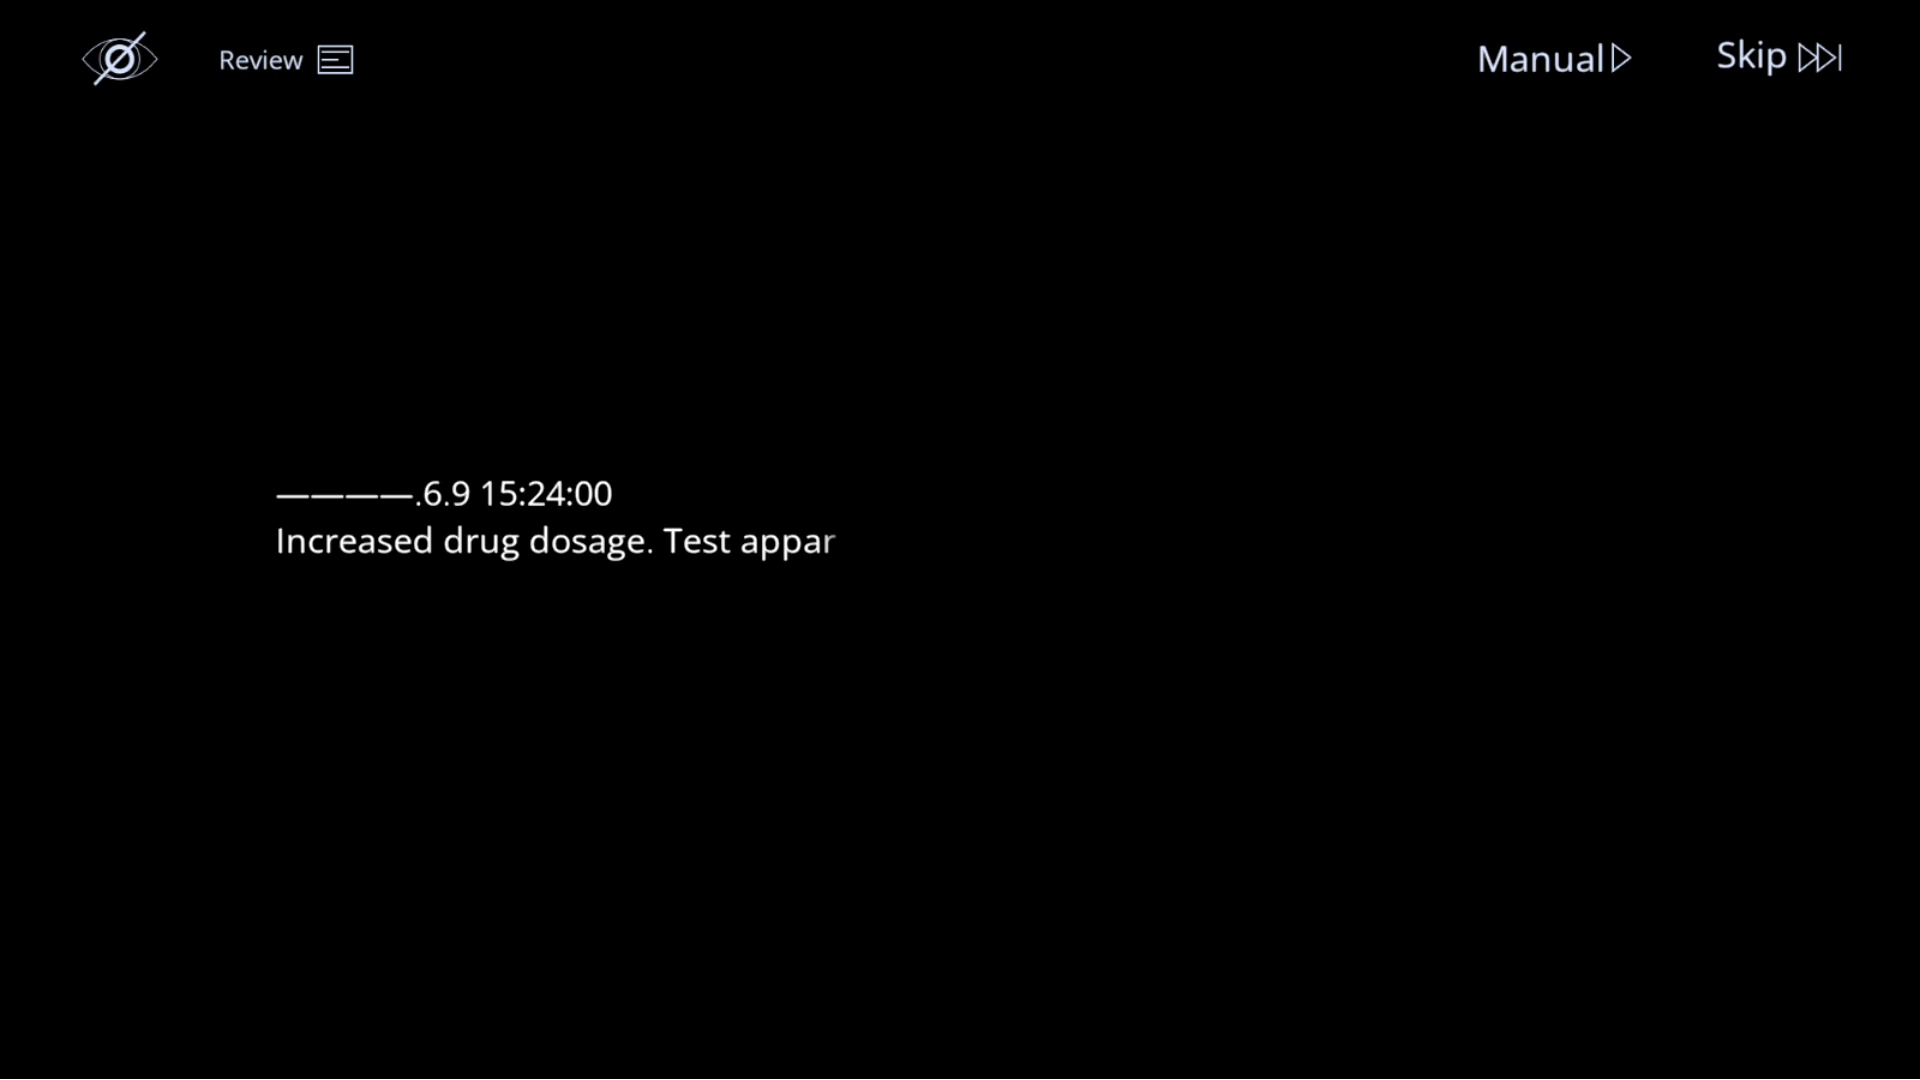 Review
Manual
Skip
————.6.9 15:24:00
Increased drug dosage. Test appar